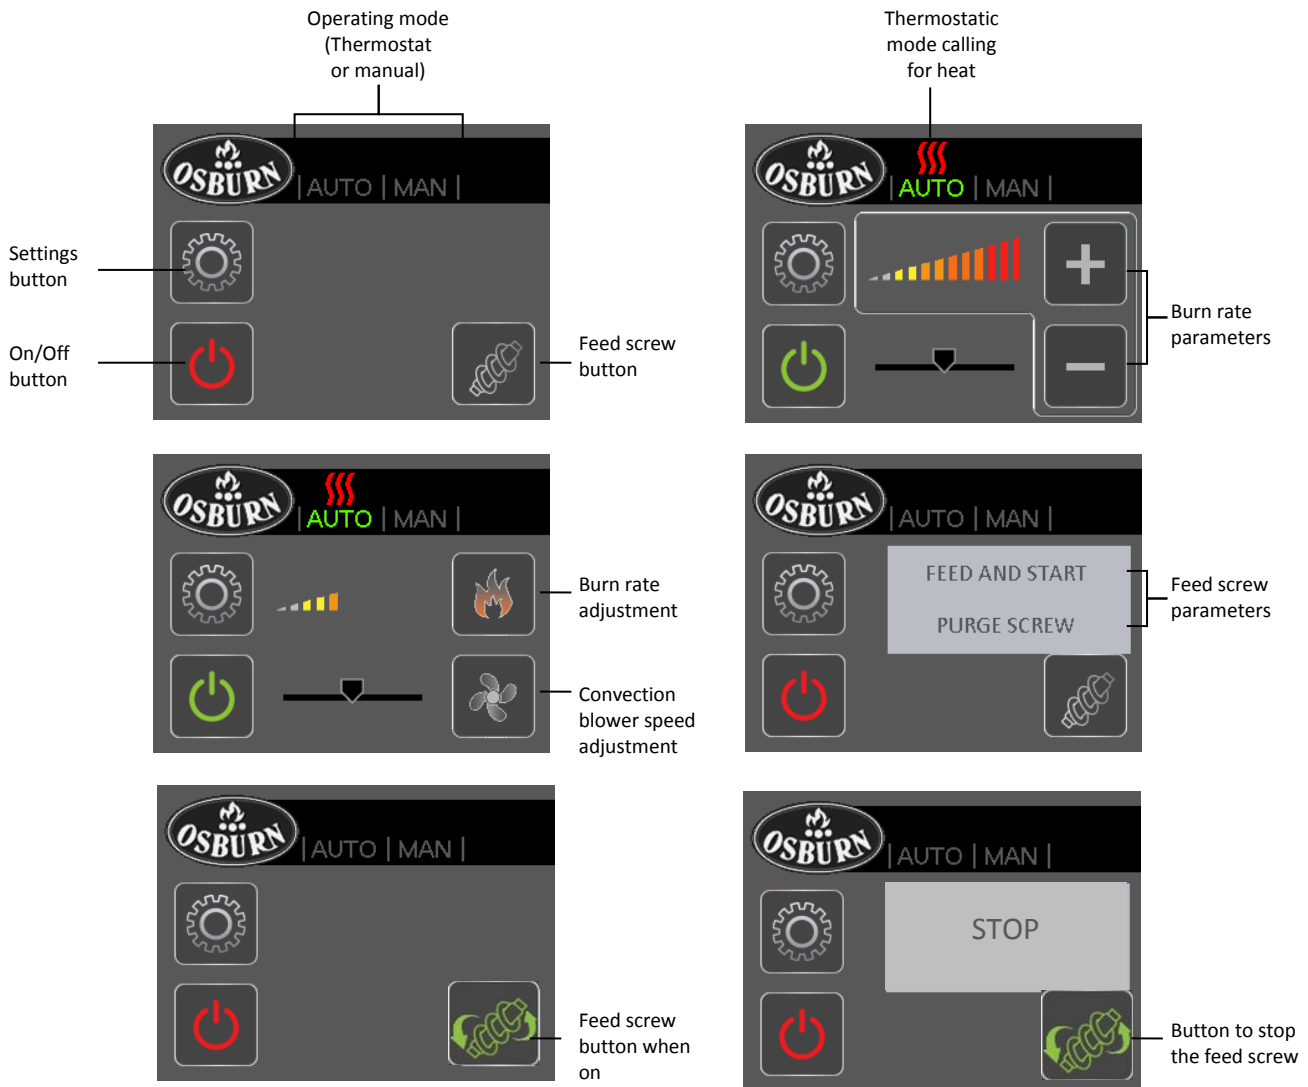 Operating mode
(Thermostat
or manual)
OSBURN
| AUTO | MAN |
Settings
button
On/Off
button
Feed screw
button
Thermostatic
mode calling
for heat
OSBURN
| AUTO | MAN |
Burn rate
parameters
OSBURN
| AUTO | MAN |
Burn rate
adjustment
Convection
blower speed
adjustment
OSBURN
| AUTO | MAN |
FEED AND START
PURGE SCREW
Feed screw
parameters
OSBURN
| AUTO | MAN |
Feed screw
button when
on
OSBURN
| AUTO | MAN |
STOP
Button to stop
the feed screw